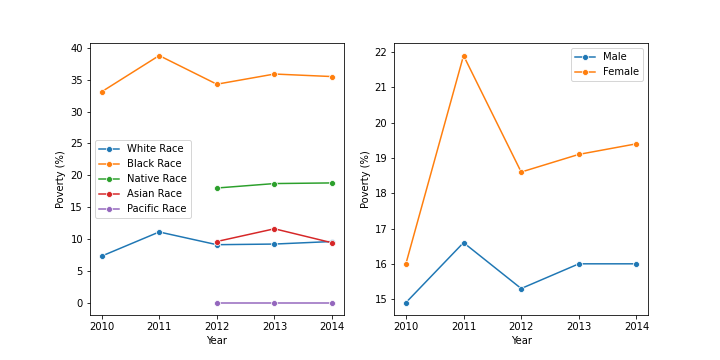 40
35
30
25
20
15
10
5
0
Poverty (%)
White Race
Black Race
Native Race
Asian Race
Pacific Race
2010 2011 2012 2013 2014
Year
22
21
20
19
18
17
16
15
Poverty (%)
Male
Female
2010 2011 2012 2013 2014
Year